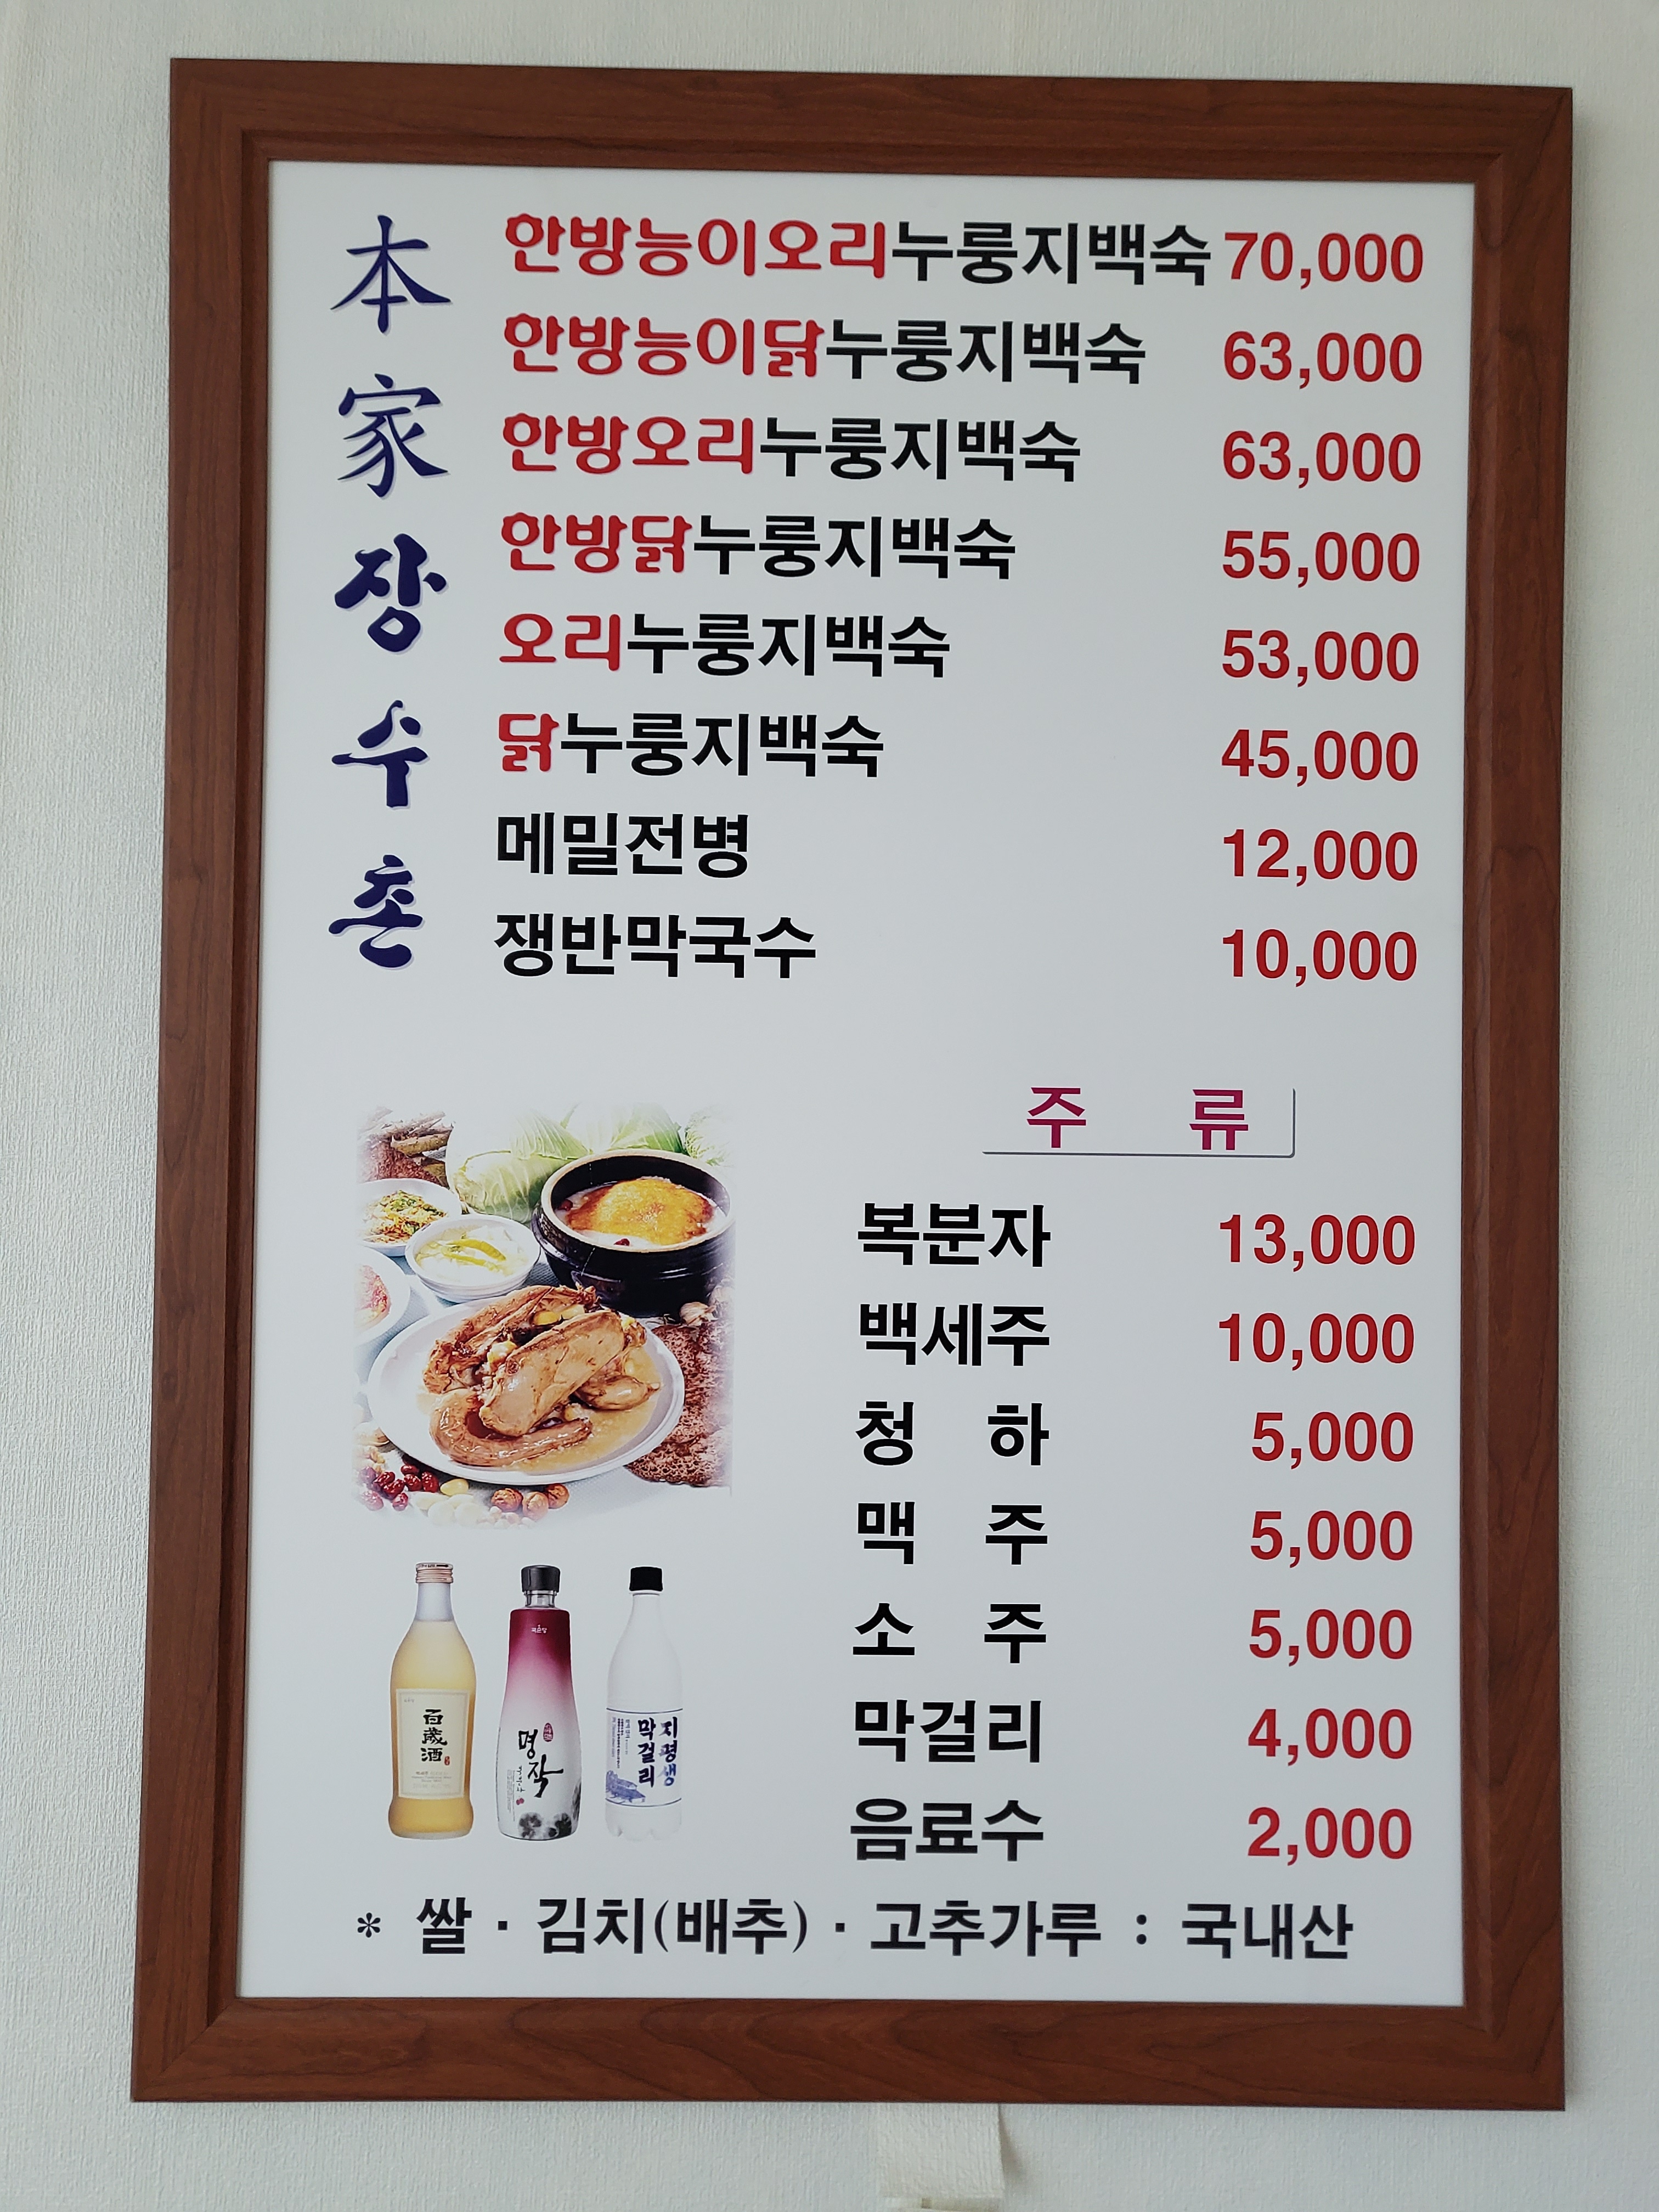 本家장수촌
한방능이오리누룽지백숙 70,000
한방능이닭누룽지백숙 63,000
한방오리누룽지백숙 63,000
한방닭누룽지백숙 55,000
오리누룽지백숙 53,000
닭누룽지백숙 45,000
메밀전병 12,000
쟁반막국수 10,000
주 류
복분자 13,000
백세주 10,000
청 하 5,000
맥 주 5,000
소 주 5,000
막걸리 4,000
음료수 2,000
百歲酒
명작
복분자
지평생
막걸리
* 쌀 · 김치(배추) · 고추가루 : 국내산